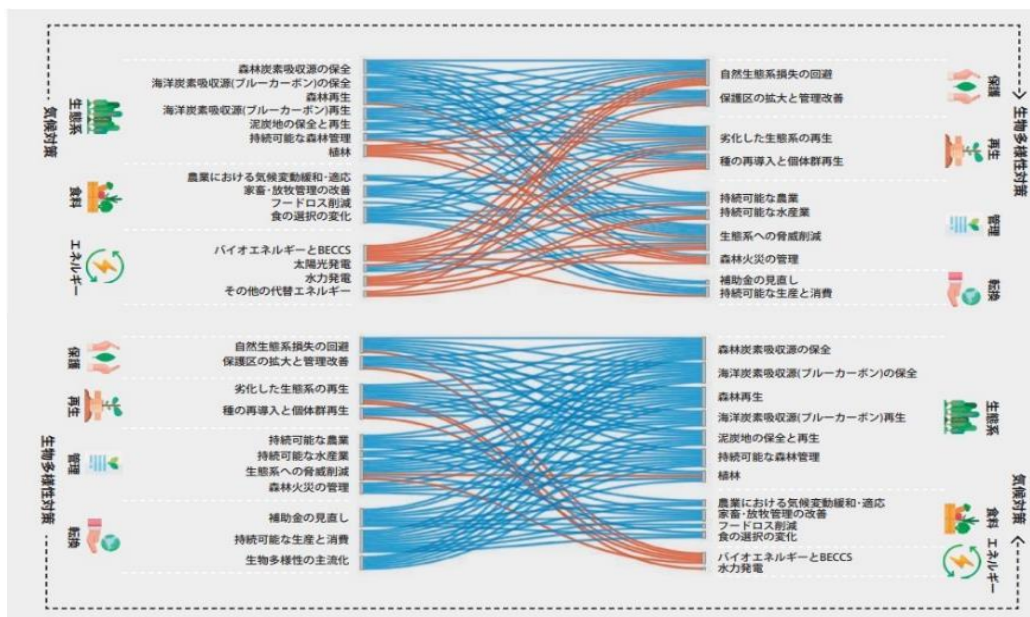 気候対策
生態系
森林炭素吸収源の保全
海洋炭素吸収源(ブルーカーボン)の保全
森林再生
海洋炭素吸収源(ブルーカーボン)再生
泥炭地の保全と再生
持続可能な森林管理
植林
食料
農業における気候変動緩和・適応
家畜・放牧管理の改善
フードロス削減
食の選択の変化
エネルギー
バイオエネルギーとBECCS
太陽光発電
水力発電
その他の代替エネルギー
生物多様性対策
保護
自然生態系損失の回避
保護区の拡大と管理改善
再生
劣化した生態系の再生
種の再導入と個体群再生
管理
持続可能な農業
持続可能な水産業
生態系への脅威削減
森林火災の管理
転換
補助金の見直し
持続可能な生産と消費
生物多様性対策
保護
自然生態系損失の回避
保護区の拡大と管理改善
再生
劣化した生態系の再生
種の再導入と個体群再生
管理
持続可能な農業
持続可能な水産業
生態系への脅威削減
森林火災の管理
転換
補助金の見直し
持続可能な生産と消費
生物多様性の主流化
気候対策
生態系
森林炭素吸収源の保全
海洋炭素吸収源(ブルーカーボン)の保全
森林再生
海洋炭素吸収源(ブルーカーボン)再生
泥炭地の保全と再生
持続可能な森林管理
植林
食料
農業における気候変動緩和・適応
家畜・放牧管理の改善
フードロス削減
食の選択の変化
エネルギー
バイオエネルギーとBECCS
水力発電